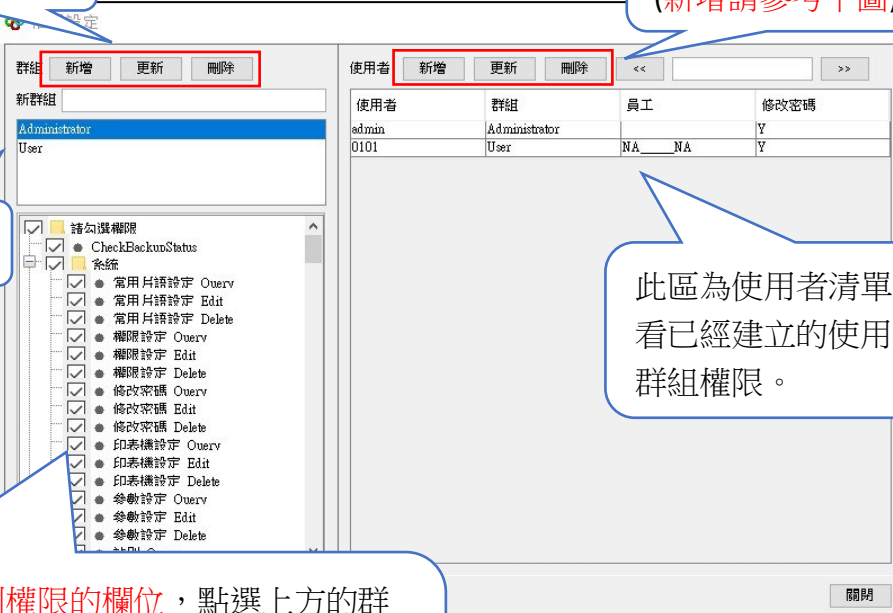 (新增請參考下圖)
設定
群組 新增 更新 刪除
新群組
Administrator
User
請勾選權限
CheckBackupStatus
系統
常用片語設定 Query
常用片語設定 Edit
常用片語設定 Delete
權限設定 Query
權限設定 Edit
權限設定 Delete
修改密碼 Query
修改密碼 Edit
修改密碼 Delete
印表機設定 Query
印表機設定 Edit
印表機設定 Delete
參數設定 Query
參數設定 Edit
參數設定 Delete
使用者 新增 更新 刪除 << >>
使用者 群組 員工 修改密碼
admin Administrator Y
0101 User NA____NA Y
此區為使用者清單
看已經建立的使用
群組權限。
權限的欄位，點選上方的群
關閉